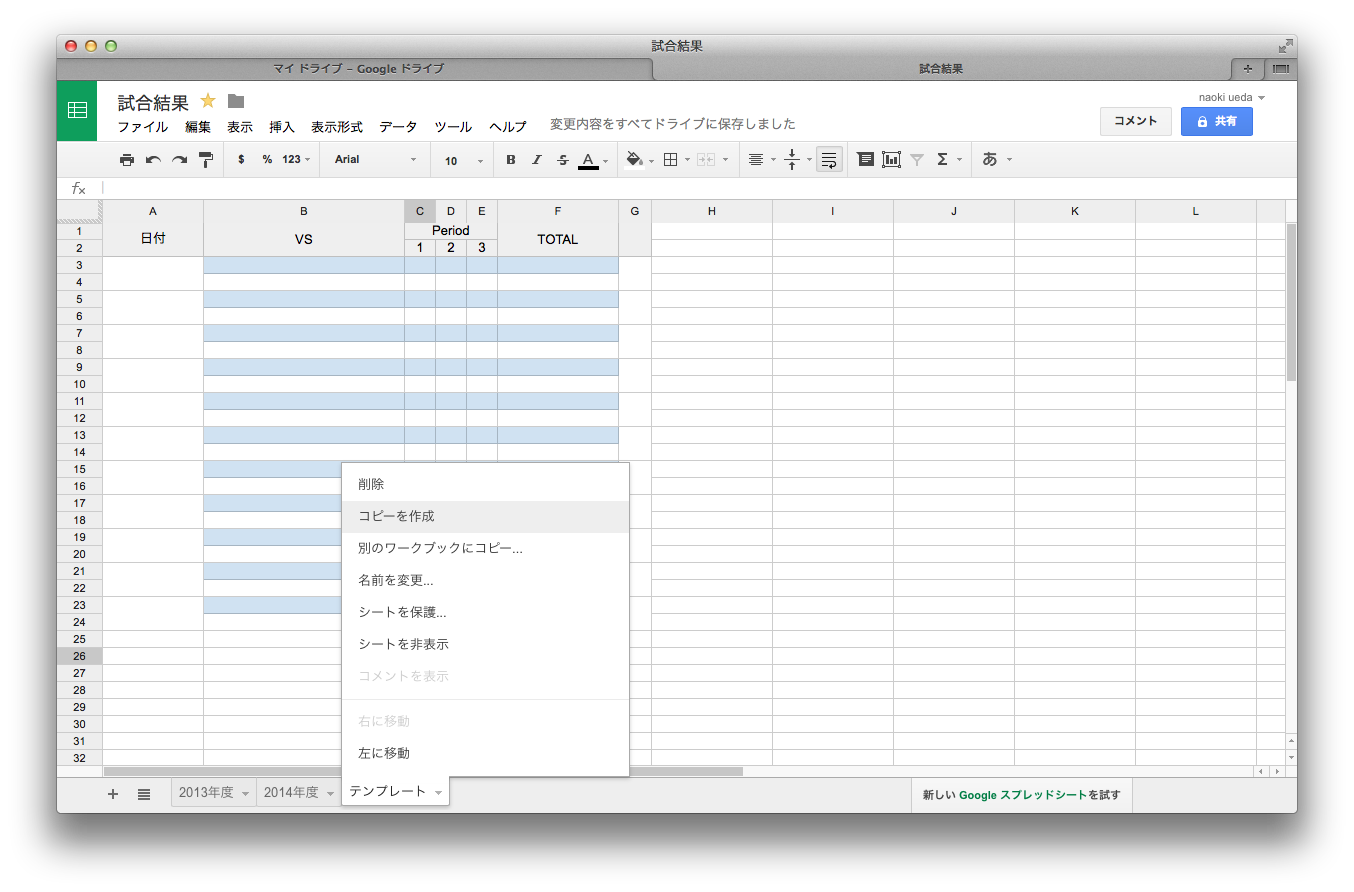 試合結果
マイ ドライブ – Google ドライブ
試合結果
naoki ueda
試合結果
コメント
共有
ファイル 編集 表示 挿入 表示形式 データ ツール ヘルプ 変更内容をすべてドライブに保存しました
$ % 123 Arial 10 B I S A Σ あ
fx
A B C D E F G H I J K L
1 日付 VS Period TOTAL
2 1 2 3
3
4
5
6
7
8
9
10
11
12
13
14
15
16
17
18
19
20
21
22
23
24
25
26
27
28
29
30
31
32
削除
コピーを作成
別のワークブックにコピー...
名前を変更...
シートを保護...
シートを非表示
コメントを表示
右に移動
左に移動
2013年度 2014年度 テンプレート
新しい Google スプレッドシートを試す